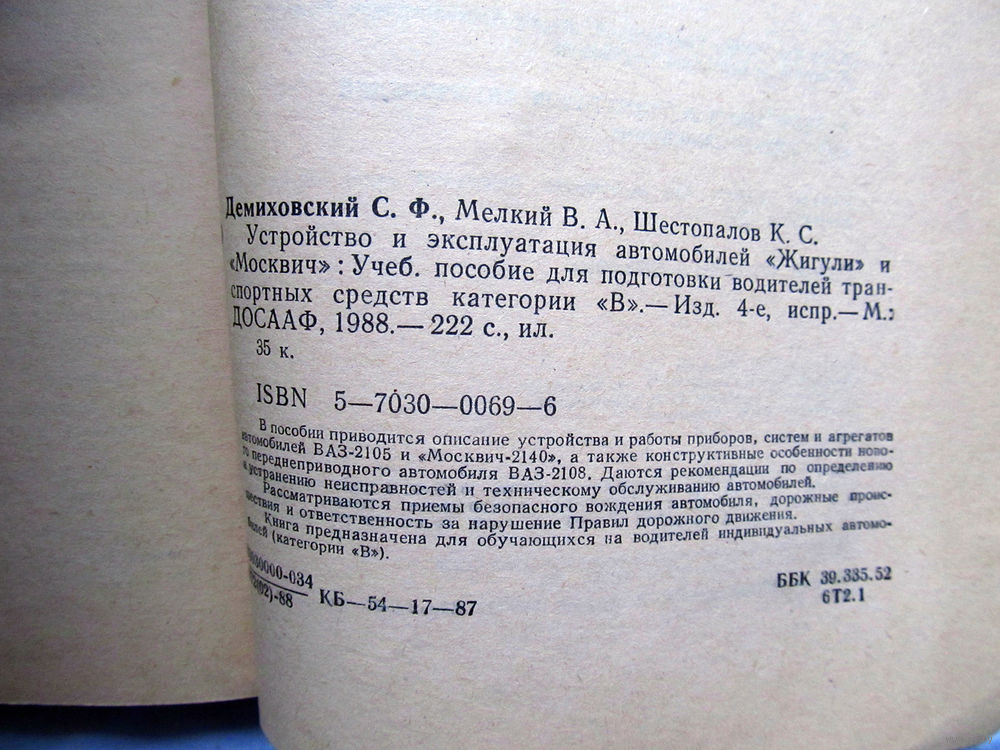 Демиховский С. Ф., Мелкий В. А., Шестопалов К. С.
Устройство и эксплуатация автомобилей «Жигули» и
«Москвич» : Учеб. пособие для подготовки водителей тран-
спортных средств категории «В».— Изд. 4-е, испр.— М.:
ДОСААФ, 1988.— 222 с., ил.
35 к.
ISBN 5—7030—0069—6
В пособии приводится описание устройства и работы приборов, систем и агрегатов
автомобилей ВАЗ-2105 и «Москвич-2140», а также конструктивные особенности ново-
го переднеприводного автомобиля ВАЗ-2108. Даются рекомендации по определению
и устранению неисправностей и техническому обслуживанию автомобилей.
Рассматриваются приемы безопасного вождения автомобиля, дорожные проис-
шествия и ответственность за нарушение Правил дорожного движения.
Книга предназначена для обучающихся на водителей индивидуальных автомо-
билей (категории «В»).
КБ—54—17—87
ББК 39.335.52
6Т2.1